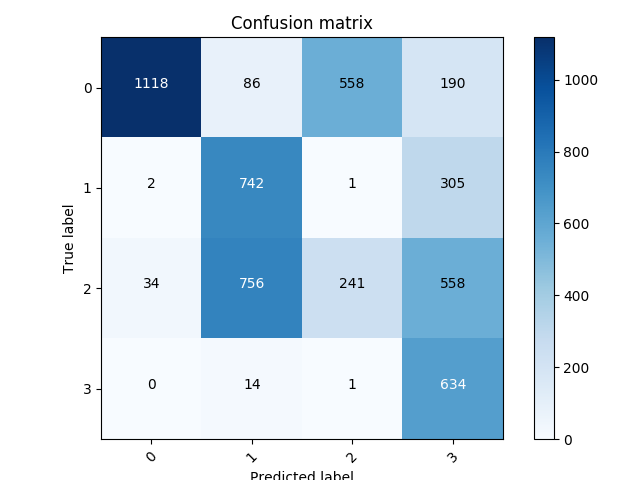 Confusion matrix
0 1118 86 558 190
1 2 742 1 305
2 34 756 241 558
3 0 14 1 634
0 1 2 3
True label
Predicted label
1000
800
600
400
200
0